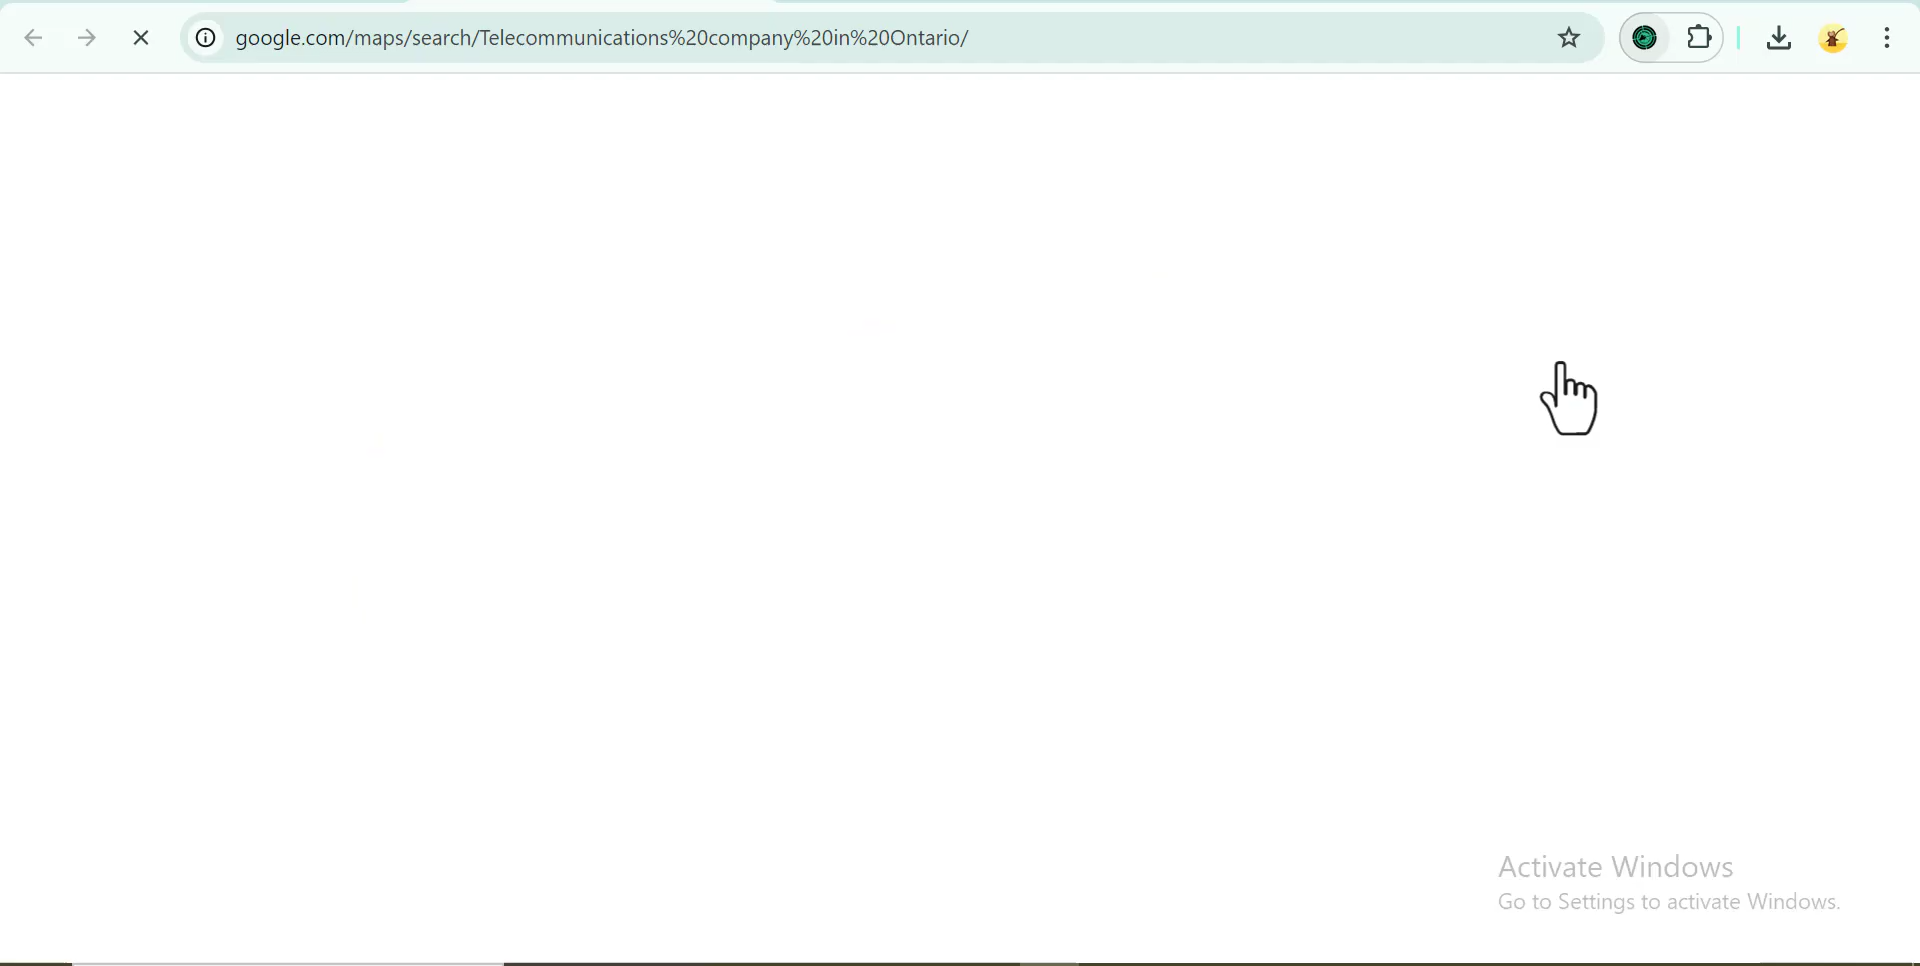 google.com/maps/search/Telecommunications%20company%20in%20Ontario/
Activate Windows
Go to Settings to activate Windows.